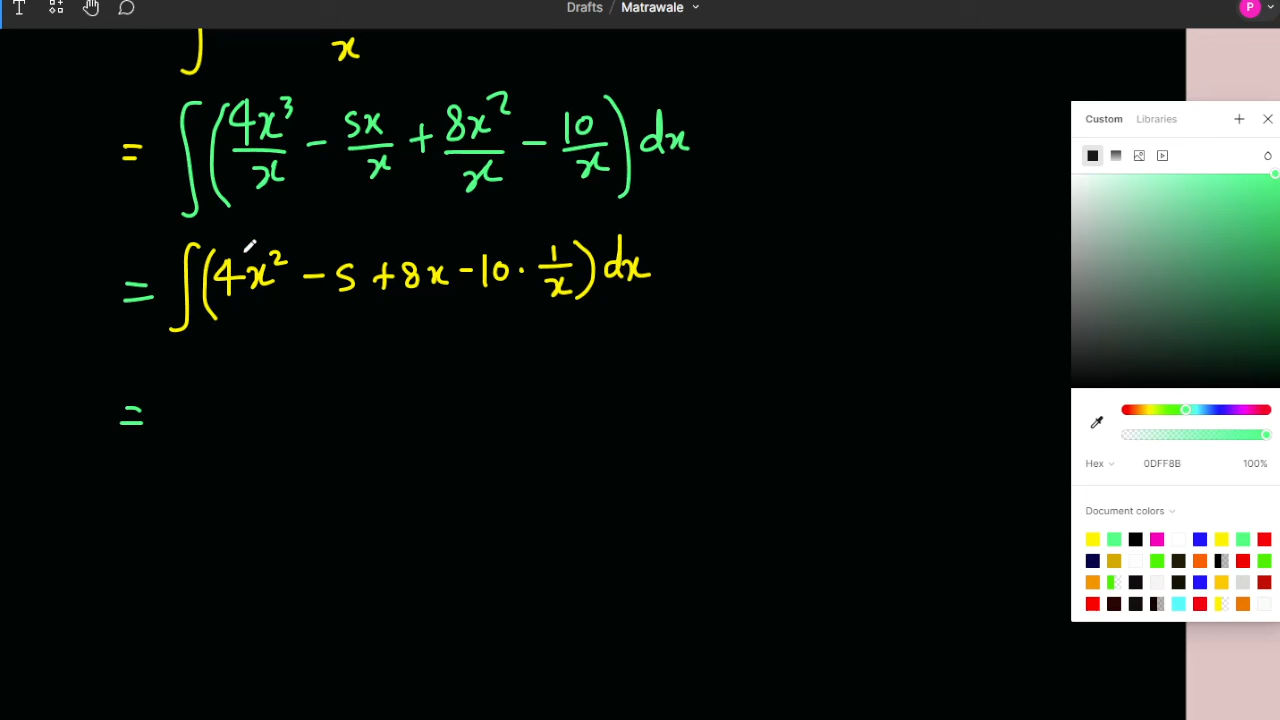 Drafts / Matrawale
P
∫ x
= ∫ (4x³/x - 5x/x + 8x²/x - 10/x) dx
= ∫ (4x² - 5 + 8x - 10 · 1/x) dx
=
Custom Libraries
Hex 0DFF8B 100%
Document colors